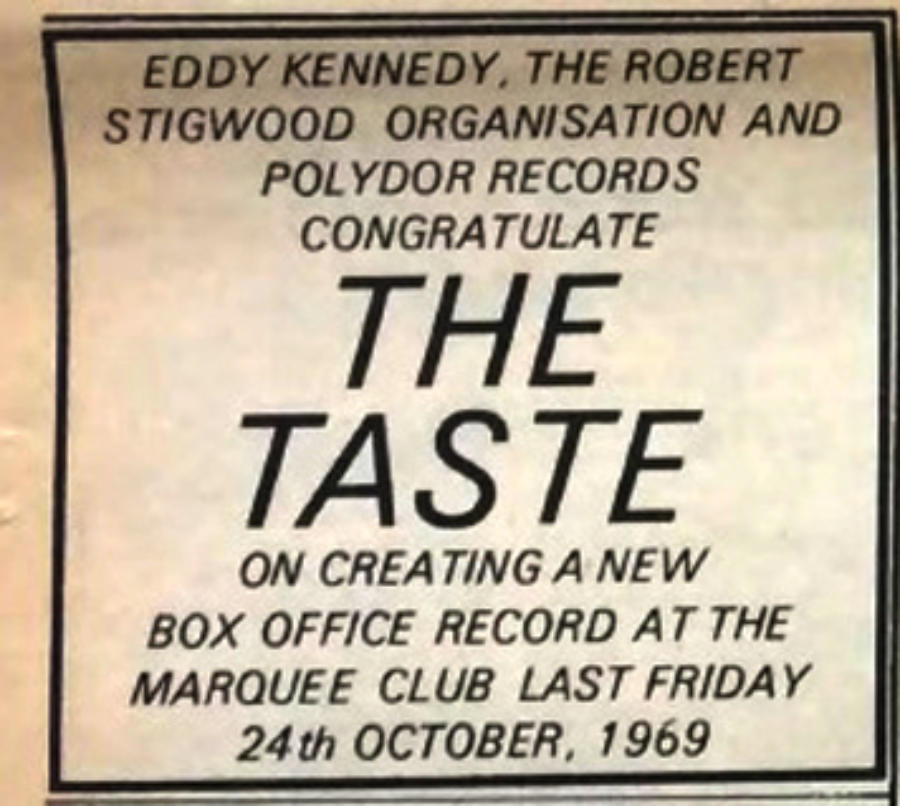 EDDY KENNEDY, THE ROBERT
STIGWOOD ORGANISATION AND
POLYDOR RECORDS
CONGRATULATE
THE
TASTE
ON CREATING A NEW
BOX OFFICE RECORD AT THE
MARQUEE CLUB LAST FRIDAY
24th OCTOBER, 1969